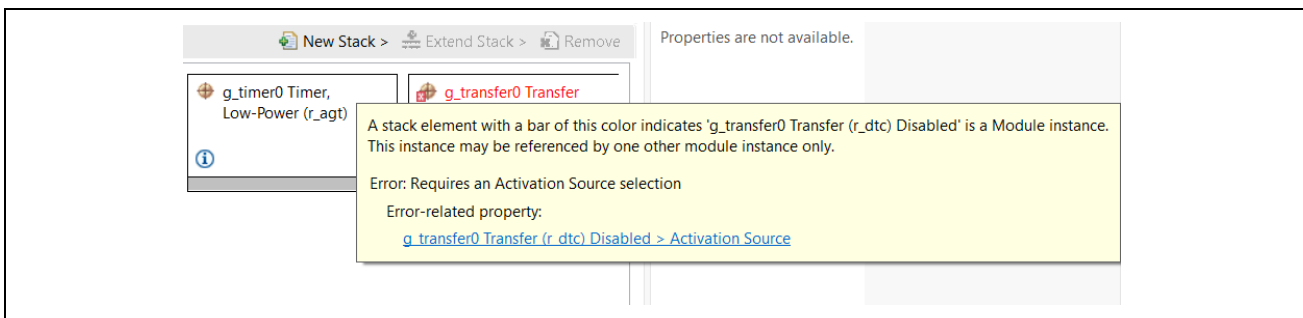 New Stack > Extend Stack > Remove
Properties are not available.
g_timer0 Timer,
Low-Power (r_agt)
g_transfer0 Transfer
A stack element with a bar of this color indicates 'g_transfer0 Transfer (r_dtc) Disabled' is a Module instance.
This instance may be referenced by one other module instance only.
Error: Requires an Activation Source selection
Error-related property:
g_transfer0 Transfer (r_dtc) Disabled > Activation Source